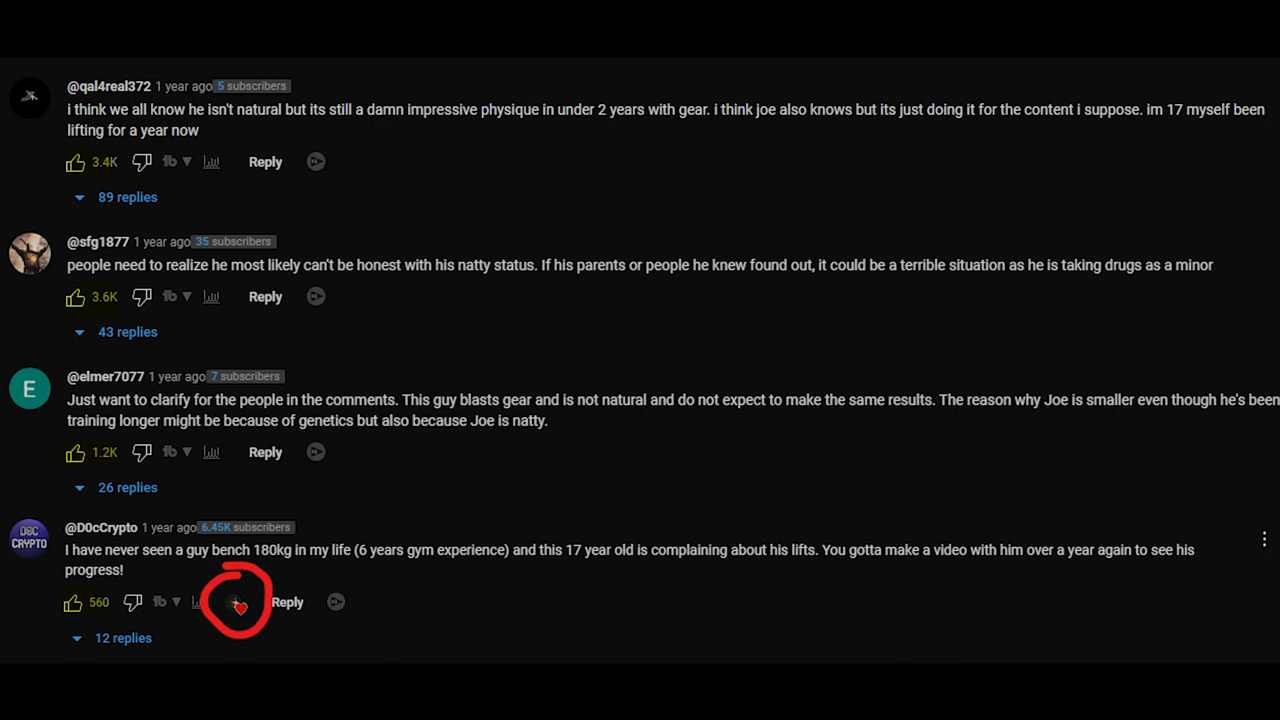 @qal4real372 1 year ago 5 subscribers
i think we all know he isn't natural but its still a damn impressive physique in under 2 years with gear. i think joe also knows but its just doing it for the content i suppose. im 17 myself been
lifting for a year now
3.4K Reply
89 replies
@sfg1877 1 year ago 35 subscribers
people need to realize he most likely can't be honest with his natty status. If his parents or people he knew found out, it could be a terrible situation as he is taking drugs as a minor
3.6K Reply
43 replies
@elmer7077 1 year ago 7 subscribers
E
Just want to clarify for the people in the comments. This guy blasts gear and is not natural and do not expect to make the same results. The reason why Joe is smaller even though he's been
training longer might be because of genetics but also because Joe is natty.
1.2K Reply
26 replies
@D0cCrypto 1 year ago 6.45K subscribers
D0C
CRYPTO
I have never seen a guy bench 180kg in my life (6 years gym experience) and this 17 year old is complaining about his lifts. You gotta make a video with him over a year again to see his
progress!
560 Reply
12 replies